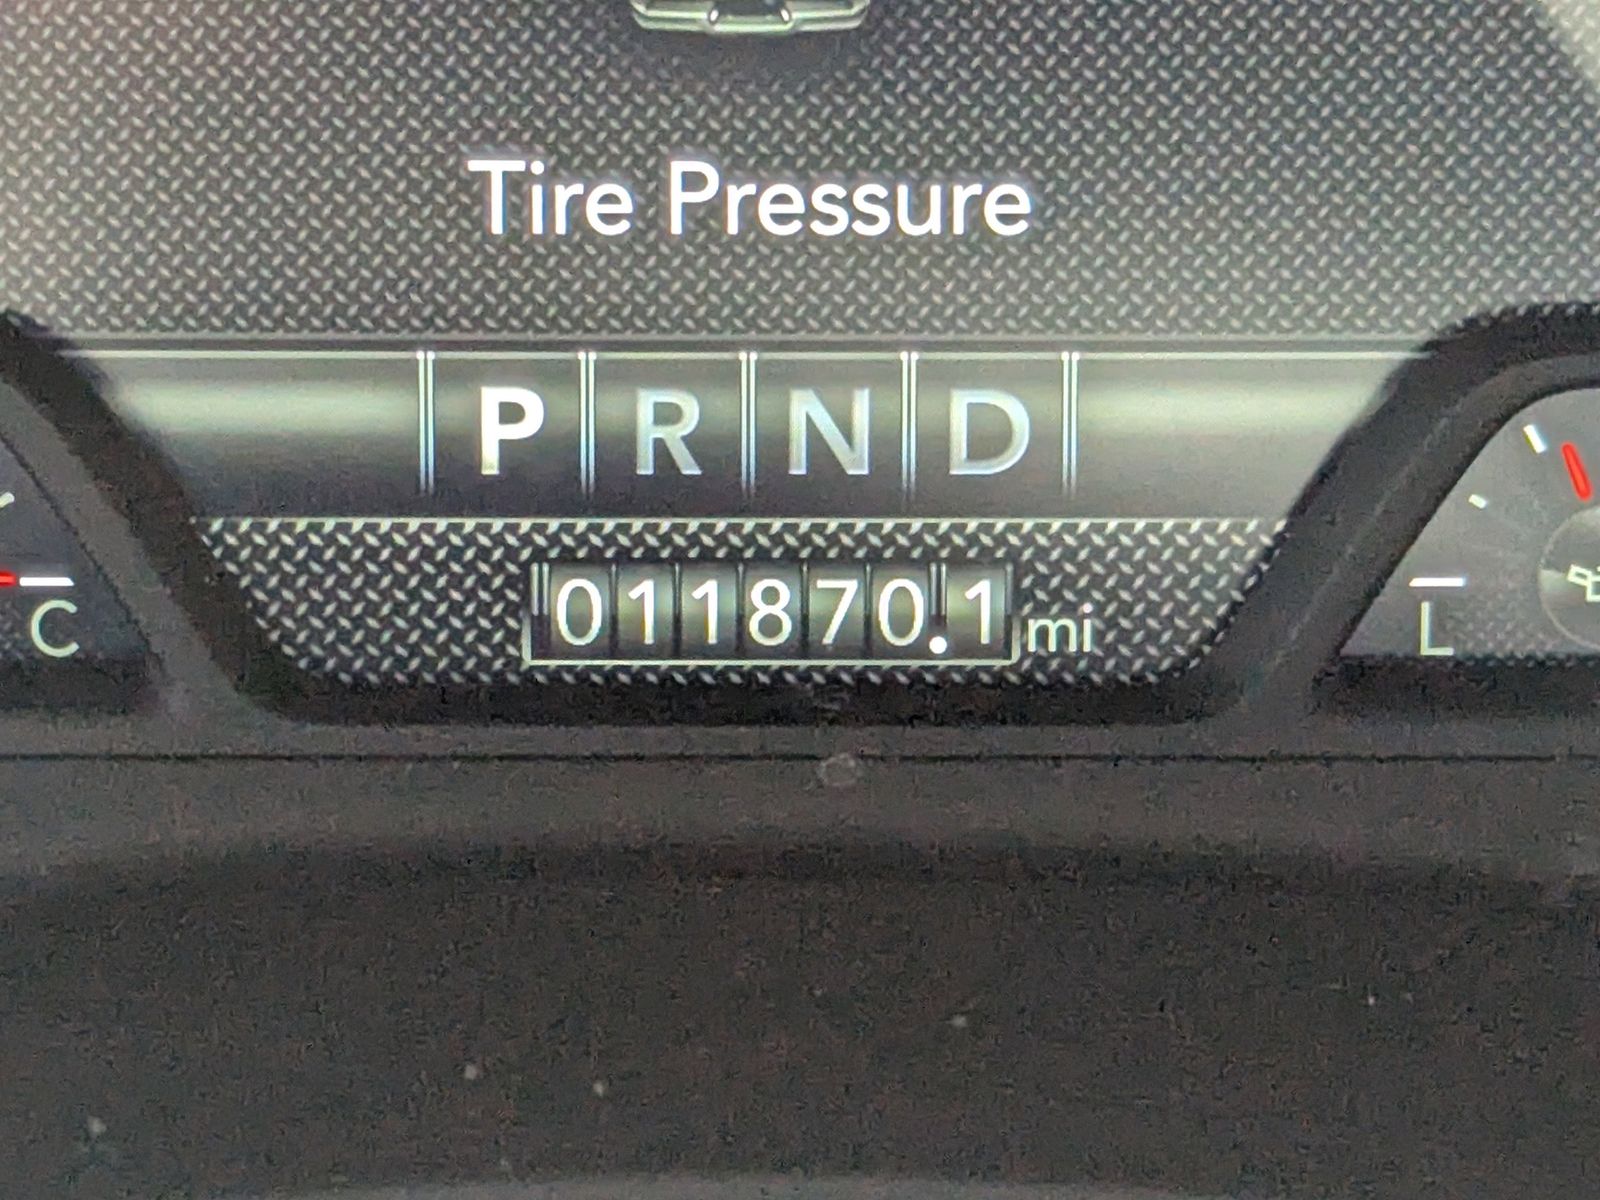 Tire Pressure
P R N D
011870.1 mi
C
L